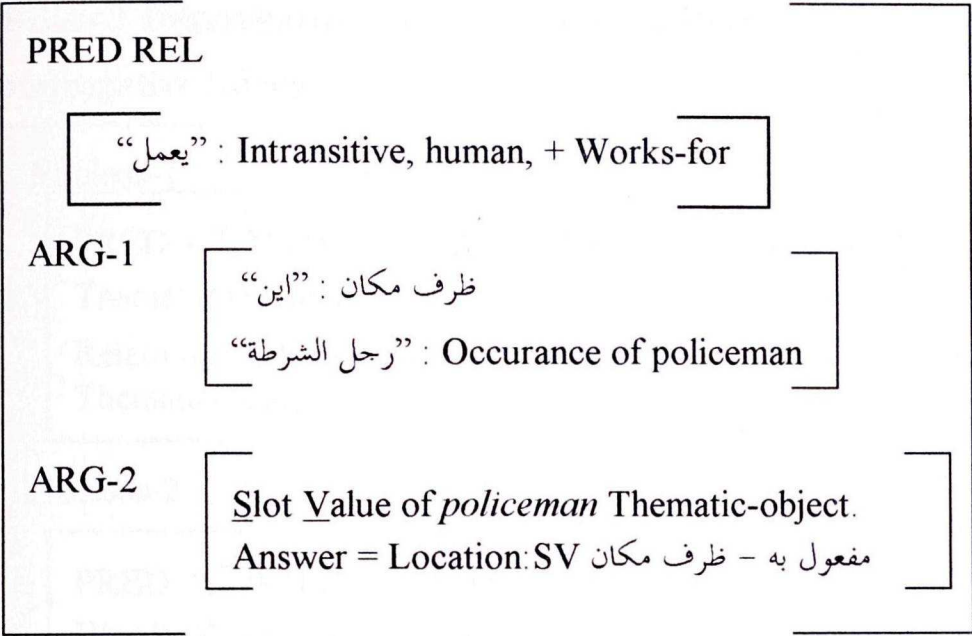 PRED REL
"يعمل" : Intransitive, human, + Works-for
ARG-1
ظرف مكان : "اين"
"رجل الشرطة" : Occurance of policeman
ARG-2
Slot Value of policeman Thematic-object.
Answer = Location:SV مفعول به – ظرف مكان